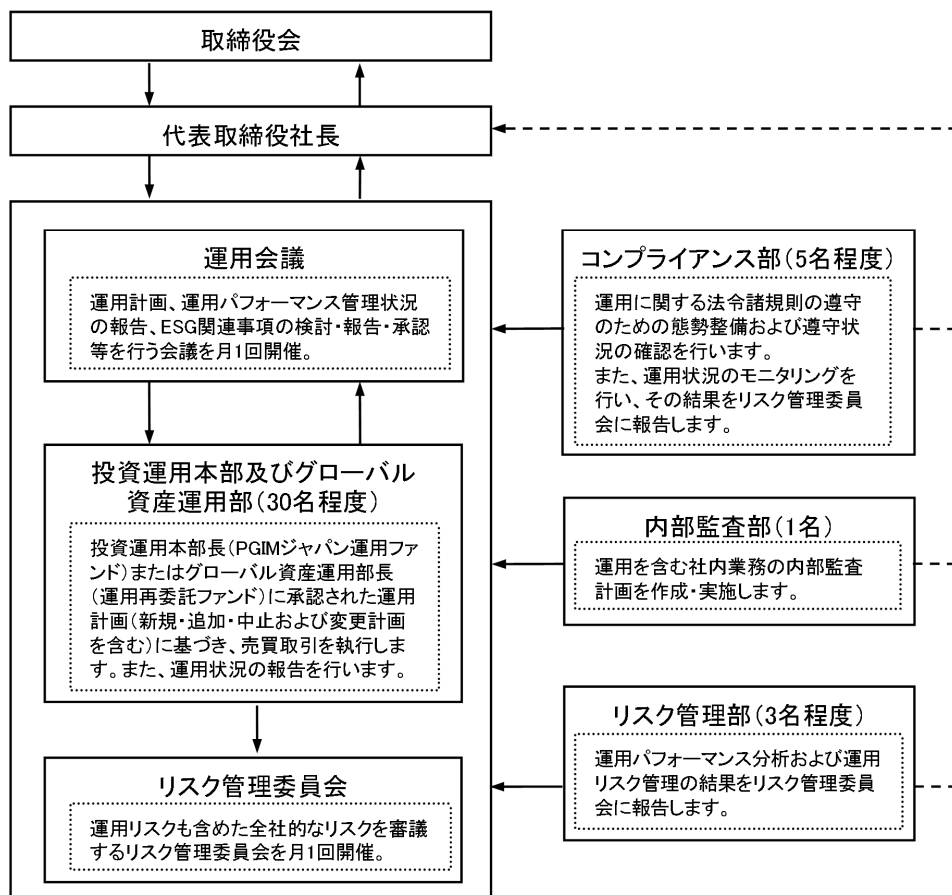 取締役会
代表取締役社長
運用会議
運用計画、運用パフォーマンス管理状況
の報告、ESG関連事項の検討・報告・承認
等を行う会議を月1回開催。
投資運用本部及びグローバル
資産運用部（30名程度）
投資運用本部長（PGIMジャパン運用ファ
ンド）またはグローバル資産運用部長
（運用再委託ファンド）に承認された運用
計画（新規・追加・中止および変更計画
を含む）に基づき、売買取引を執行しま
す。また、運用状況の報告を行います。
リスク管理委員会
運用リスクも含めた全社的なリスクを審議
するリスク管理委員会を月1回開催。
コンプライアンス部（5名程度）
運用に関する法令諸規則の遵守
のための態勢整備および遵守状
況の確認を行います。
また、運用状況のモニタリングを
行い、その結果をリスク管理委員
会に報告します。
内部監査部（1名）
運用を含む社内業務の内部監査
計画を作成・実施します。
リスク管理部（3名程度）
運用パフォーマンス分析および運用
リスク管理の結果をリスク管理委員
会に報告します。